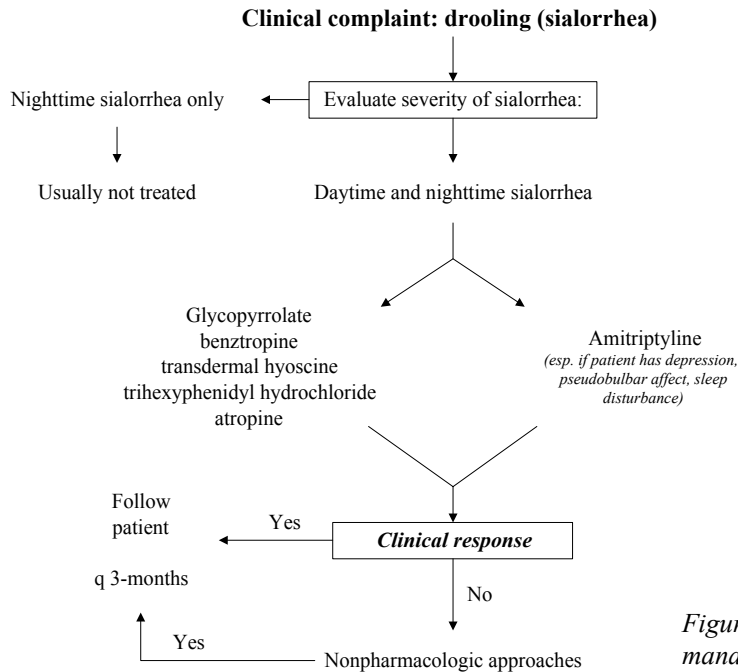 Clinical complaint: drooling (sialorrhea)
Nighttime sialorrhea only
Evaluate severity of sialorrhea:
Usually not treated
Daytime and nighttime sialorrhea
Glycopyrrolate
benztropine
transdermal hyoscine
trihexyphenidyl hydrochloride
atropine
Amitriptyline
(esp. if patient has depression,
pseudobulbar affect, sleep
disturbance)
Follow
patient
q 3-months
Yes
Clinical response
No
Yes
Nonpharmacologic approaches